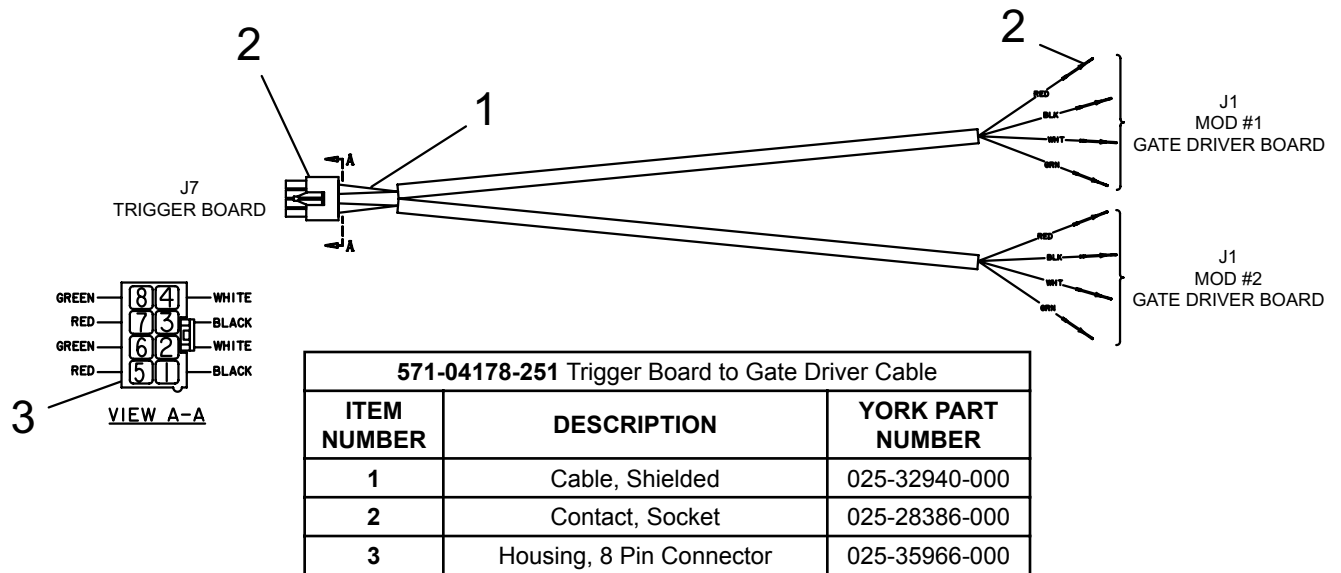 2
2
1
A
A
J7
TRIGGER BOARD
RED
BLK
WHT
GRN
J1
MOD #1
GATE DRIVER BOARD
RED
BLK
WHT
GRN
J1
MOD #2
GATE DRIVER BOARD
GREEN 8 4 WHITE
RED 7 3 BLACK
GREEN 6 2 WHITE
RED 5 1 BLACK
3
VIEW A-A
571-04178-251 Trigger Board to Gate Driver Cable
ITEM NUMBER DESCRIPTION YORK PART NUMBER
1 Cable, Shielded 025-32940-000
2 Contact, Socket 025-28386-000
3 Housing, 8 Pin Connector 025-35966-000